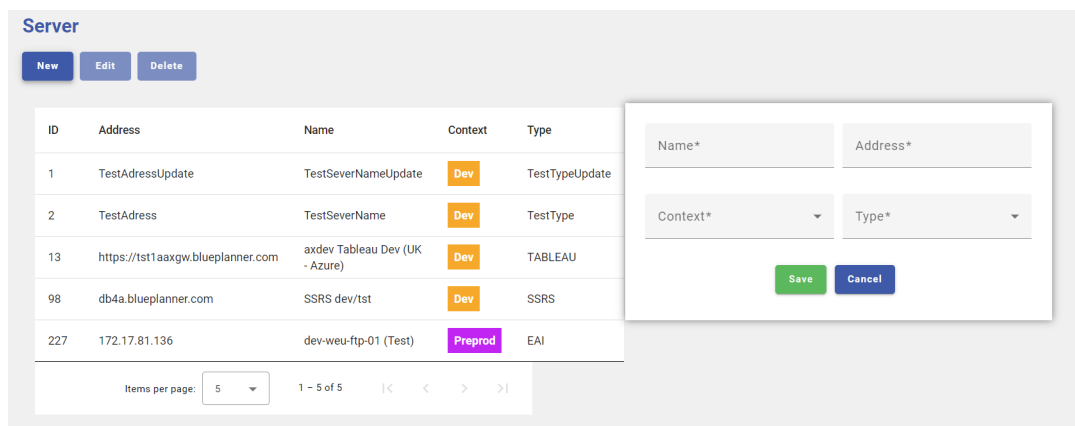 Server
New Edit Delete
ID Address Name Context Type
1 TestAdressUpdate TestSeverNameUpdate Dev TestTypeUpdate
2 TestAdress TestSeverName Dev TestType
13 https://tst1aaxgw.blueplanner.com axdev Tableau Dev (UK
- Azure) Dev TABLEAU
98 db4a.blueplanner.com SSRS dev/tst Dev SSRS
227 172.17.81.136 dev-weu-ftp-01 (Test) Preprod EAI
Items per page: 5 1 – 5 of 5
Name* Address*
Context* Type*
Save Cancel